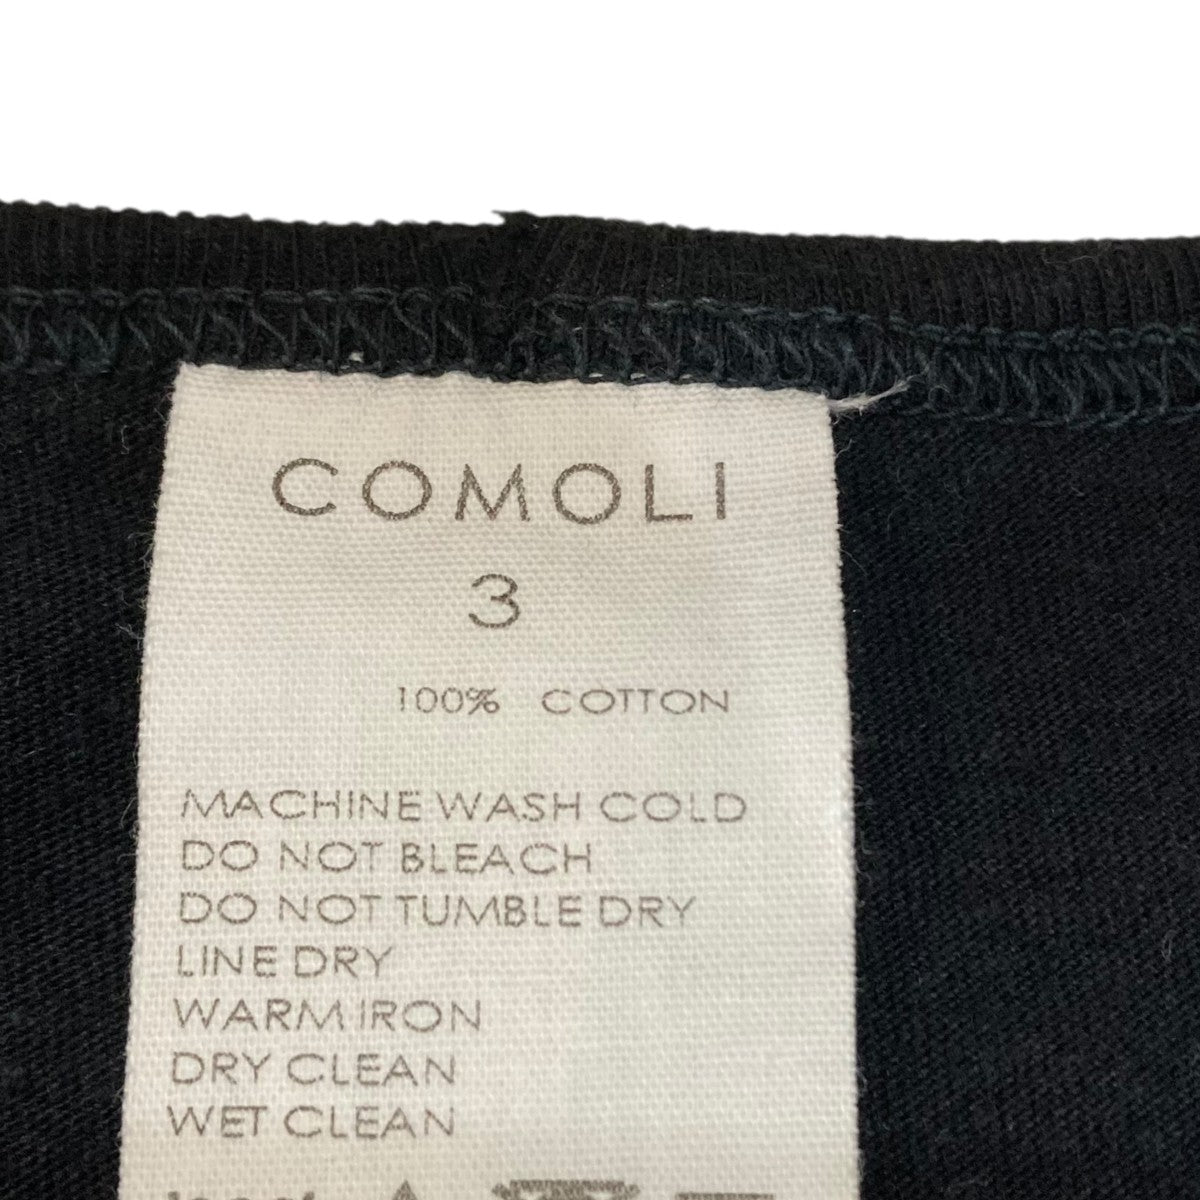 COMOLI
3
100% COTTON
MACHINE WASH COLD
DO NOT BLEACH
DO NOT TUMBLE DRY
LINE DRY
WARM IRON
DRY CLEAN
WET CLEAN